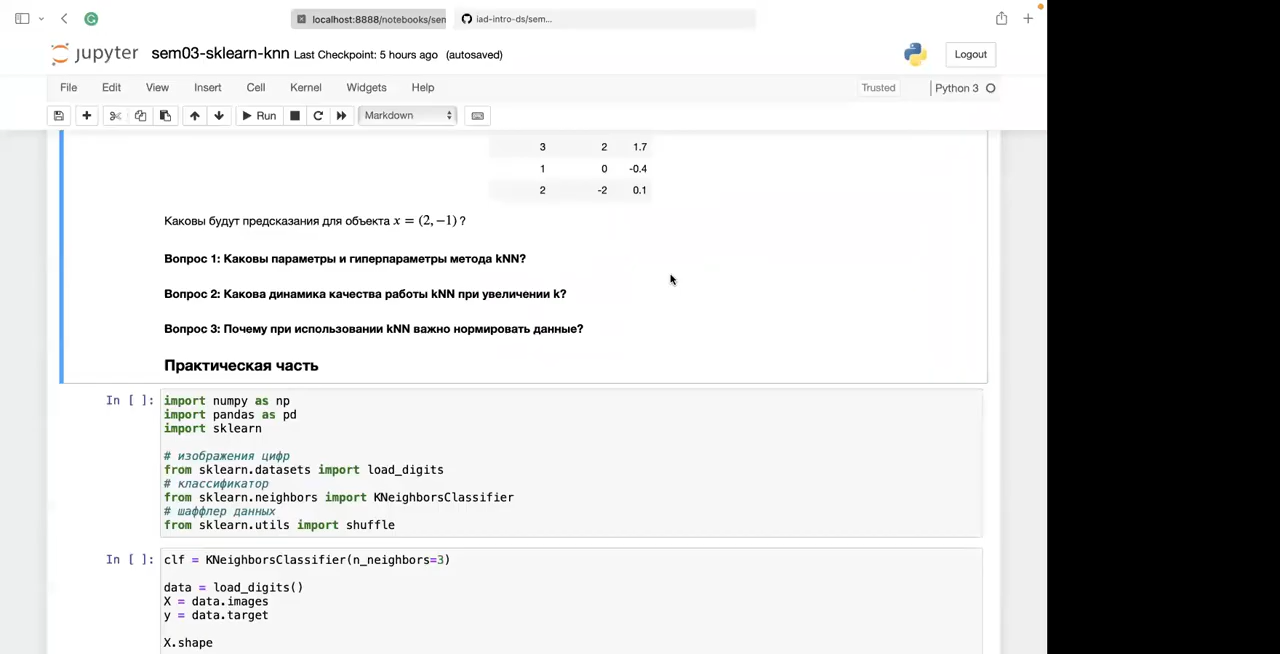 localhost:8888/notebooks/sem
iad-intro-ds/sem...
jupyter sem03-sklearn-knn Last Checkpoint: 5 hours ago (autosaved)
Logout
File Edit View Insert Cell Kernel Widgets Help
Trusted
Python 3
Run
Markdown
3 2 1.7
1 0 -0.4
2 -2 0.1
Каковы будут предсказания для объекта x = (2, −1) ?
Вопрос 1: Каковы параметры и гиперпараметры метода kNN?
Вопрос 2: Какова динамика качества работы kNN при увеличении k?
Вопрос 3: Почему при использовании kNN важно нормировать данные?
Практическая часть
In [ ]: import numpy as np
import pandas as pd
import sklearn
# изображения цифр
from sklearn.datasets import load_digits
# классификатор
from sklearn.neighbors import KNeighborsClassifier
# шаффлер данных
from sklearn.utils import shuffle
In [ ]: clf = KNeighborsClassifier(n_neighbors=3)
data = load_digits()
X = data.images
y = data.target
X.shape